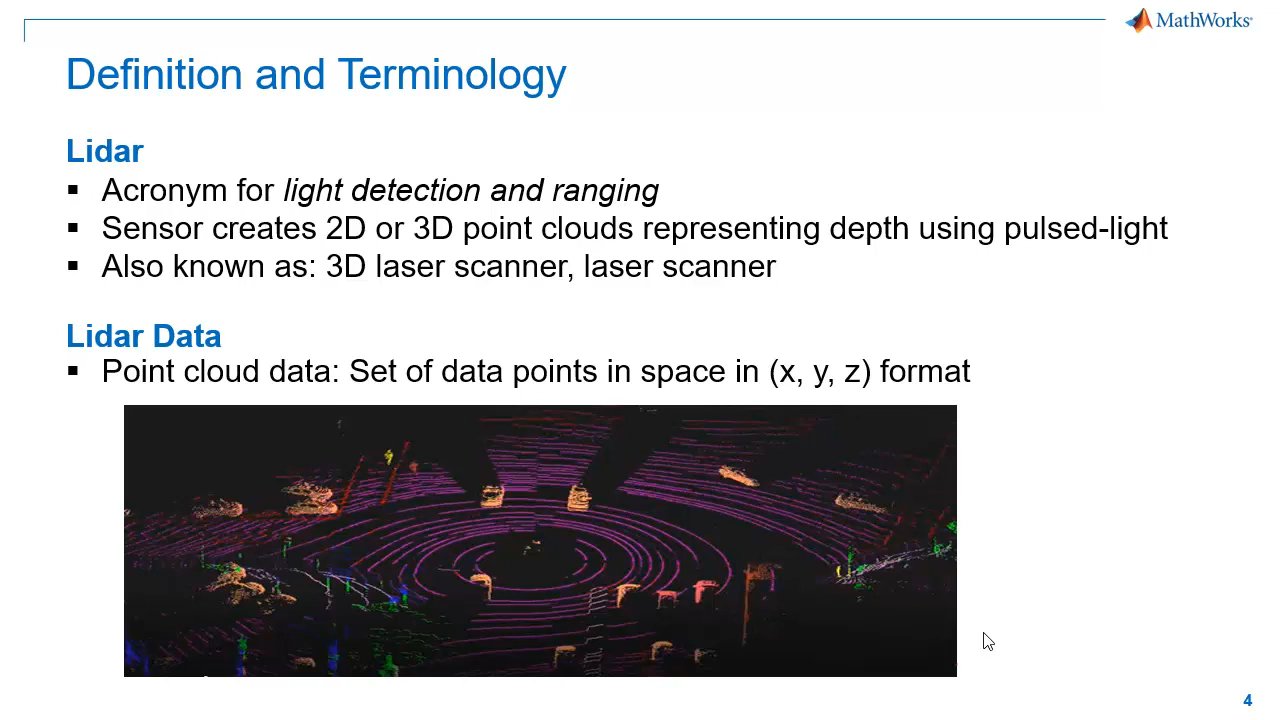 MathWorks®
Definition and Terminology
Lidar
▪ Acronym for light detection and ranging
▪ Sensor creates 2D or 3D point clouds representing depth using pulsed-light
▪ Also known as: 3D laser scanner, laser scanner
Lidar Data
▪ Point cloud data: Set of data points in space in (x, y, z) format
4